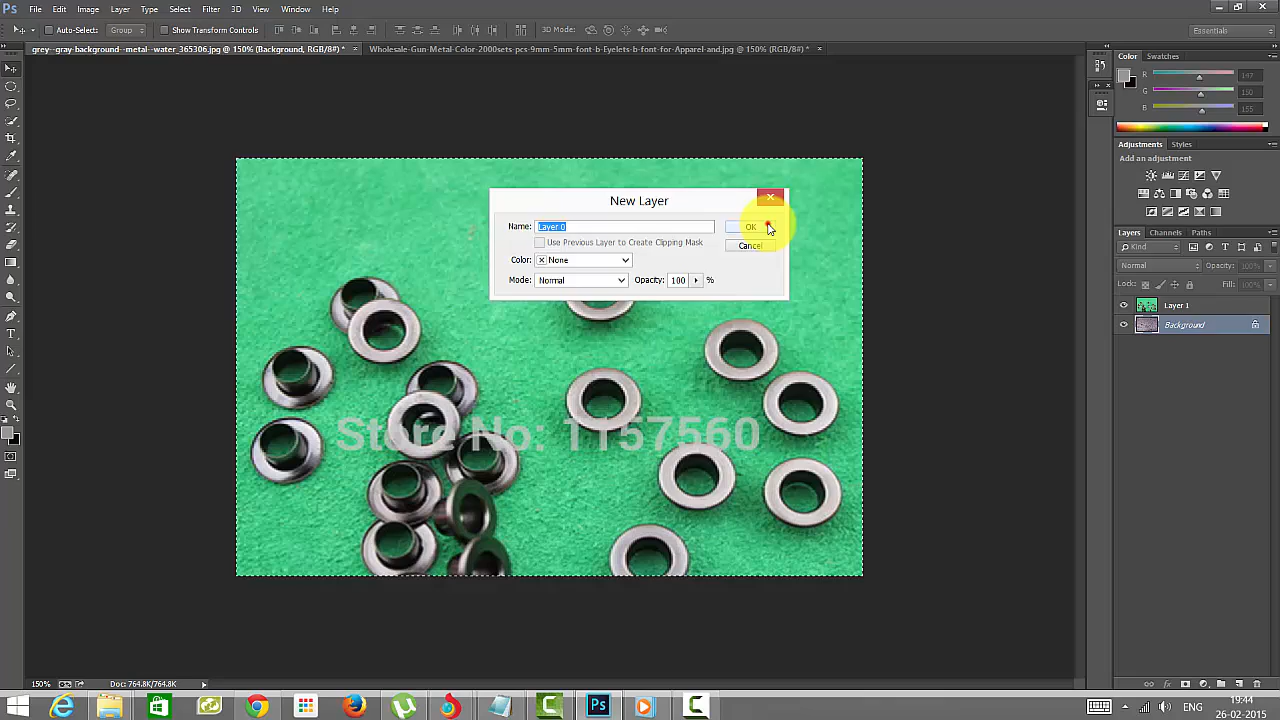 Ps File Edit Image Layer Type Select Filter 3D View Window Help
Auto-Select: Group Show Transform Controls 3D Mode: Essentials
grey--gray-background--metal--water_365306.jpg @ 150% (Background, RGB/8#) * × Wholesale-Gun-Metal-Color-2000sets-pcs-9mm-5mm-font-b-Eyelets-b-font-for-Apparel-and.jpg @ 150% (RGB/8#) * ×
Color Swatches
R 147
G 150
B 155
Adjustments Styles
Add an adjustment
New Layer
Name: Layer 0 OK
Use Previous Layer to Create Clipping Mask Cancel
Color: None
Mode: Normal Opacity: 100 %
Layers Channels Paths
Kind
Normal Opacity: 100%
Lock: Fill: 100%
Layer 1
Background
Store No: 1157560
150% Doc: 764.8K/764.8K
Ps ENG 19:44
26-02-2015